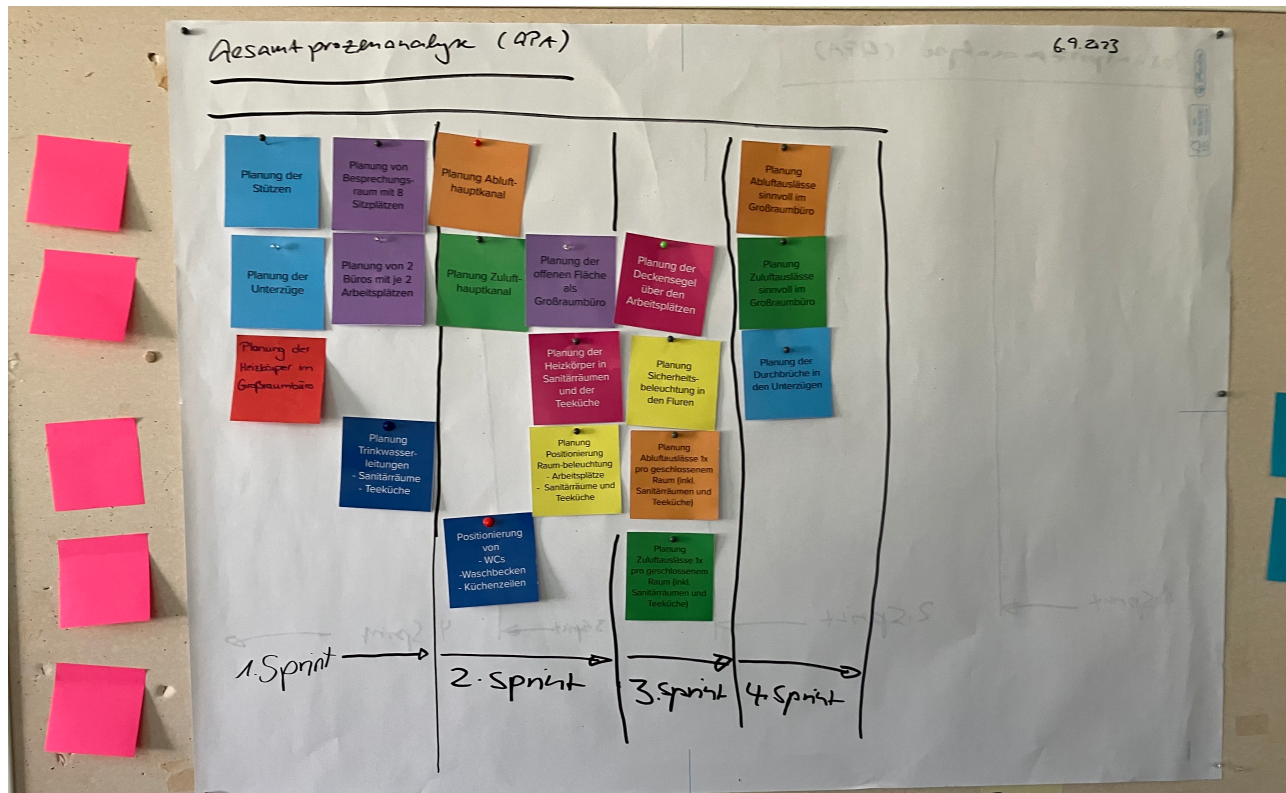 Gesamtprozenanalyse (GPA)
6.9.2023
Planung der
Stützen
Planung von
Besprechungs-
raum mit 8
Sitzplätzen
Planung Abluft-
hauptkanal
Planung
Abluftauslässe
sinnvoll im
Großraumbüro
Planung der
Unterzüge
Planung von 2
Büros mit je 2
Arbeitsplätzen
Planung Zuluft-
hauptkanal
Planung der
offenen Fläche
als
Großraumbüro
Planung der
Deckensegel
über den
Arbeitsplätzen
Planung
Zuluftauslässe
sinnvoll im
Großraumbüro
Planung der
Heizkörper im
Großraumbüro
Planung der
Heizkörper in
Sanitärräumen
und der
Teeküche
Planung
Sicherheits-
beleuchtung in
den Fluren
Planung der
Durchbrüche in
den Unterzügen
Planung
Trinkwasser-
leitungen
- Sanitärräume
- Teeküche
Planung
Positionierung
Raum-beleuchtung
- Arbeitsplätze
- Sanitärräume und
Teeküche
Planung
Abluftauslässe 1x
pro geschlossenem
Raum (inkl.
Sanitärräumen und
Teeküche)
Positionierung
von
- WCs
-Waschbecken
- Küchenzeilen
Planung
Zuluftauslässe 1x
pro geschlossenem
Raum (inkl.
Sanitärräumen und
Teeküche)
1. Sprint
2. Sprint
3. Sprint
4. Sprint